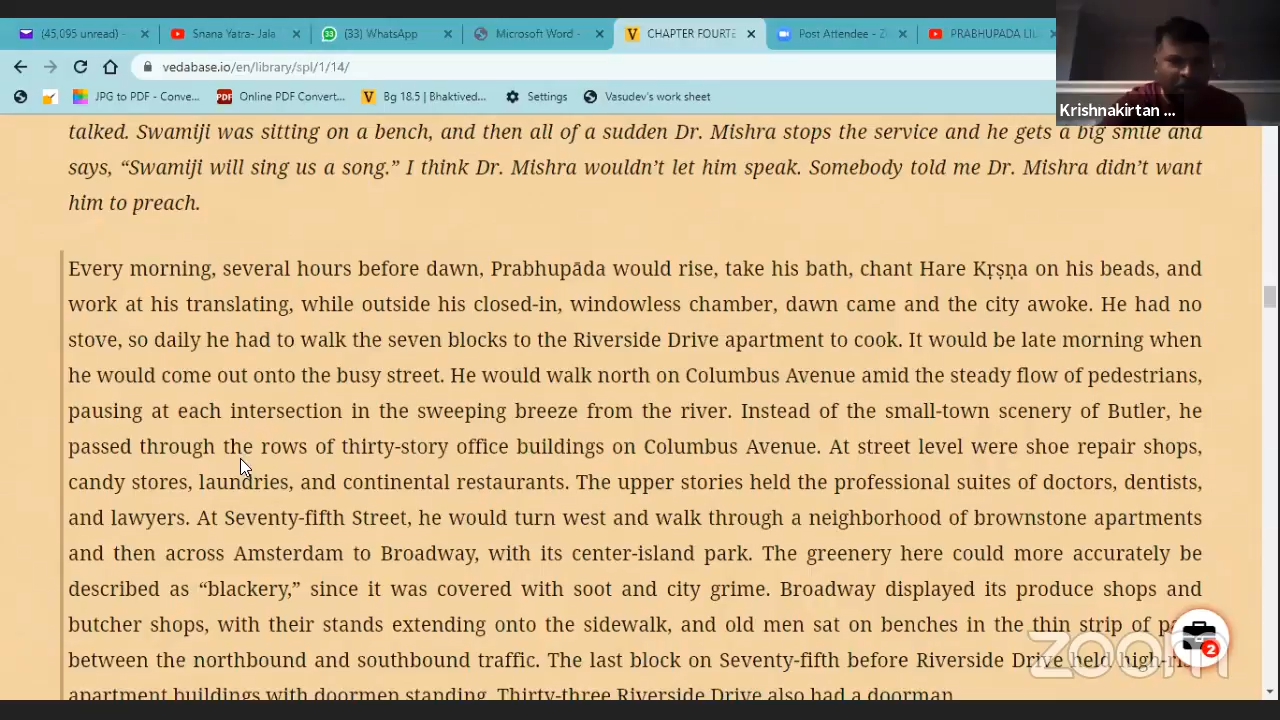 (45,095 unread) -
Snana Yatra- Jala
33
(33) WhatsApp
Microsoft Word -
CHAPTER FOURTE
Post Attendee - Z
PRABHUPADA LIL
vedabase.io/en/library/spl/1/14/
JPG to PDF - Conve...
PDF
Online PDF Convert...
Bg 18.5 | Bhaktived...
Settings
Vasudev's work sheet
Krishnakirtan ...
talked. Swamiji was sitting on a bench, and then all of a sudden Dr. Mishra stops the service and he gets a big smile and
says, “Swamiji will sing us a song.” I think Dr. Mishra wouldn’t let him speak. Somebody told me Dr. Mishra didn’t want
him to preach.
Every morning, several hours before dawn, Prabhupāda would rise, take his bath, chant Hare Kṛṣṇa on his beads, and
work at his translating, while outside his closed-in, windowless chamber, dawn came and the city awoke. He had no
stove, so daily he had to walk the seven blocks to the Riverside Drive apartment to cook. It would be late morning when
he would come out onto the busy street. He would walk north on Columbus Avenue amid the steady flow of pedestrians,
pausing at each intersection in the sweeping breeze from the river. Instead of the small-town scenery of Butler, he
passed through the rows of thirty-story office buildings on Columbus Avenue. At street level were shoe repair shops,
candy stores, laundries, and continental restaurants. The upper stories held the professional suites of doctors, dentists,
and lawyers. At Seventy-fifth Street, he would turn west and walk through a neighborhood of brownstone apartments
and then across Amsterdam to Broadway, with its center-island park. The greenery here could more accurately be
described as “blackery,” since it was covered with soot and city grime. Broadway displayed its produce shops and
butcher shops, with their stands extending onto the sidewalk, and old men sat on benches in the thin strip of
between the northbound and southbound traffic. The last block on Seventy-fifth before Riverside Drive held
apartment buildings with doormen standing. Thirty-three Riverside Drive also had a doorman.
2
zoom